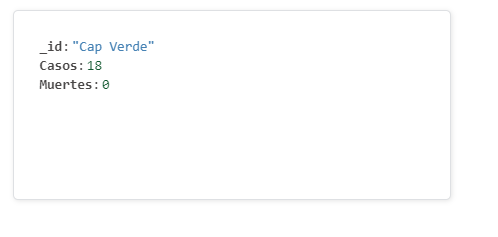 _id: "Cap Verde"
Casos: 18
Muertes: 0